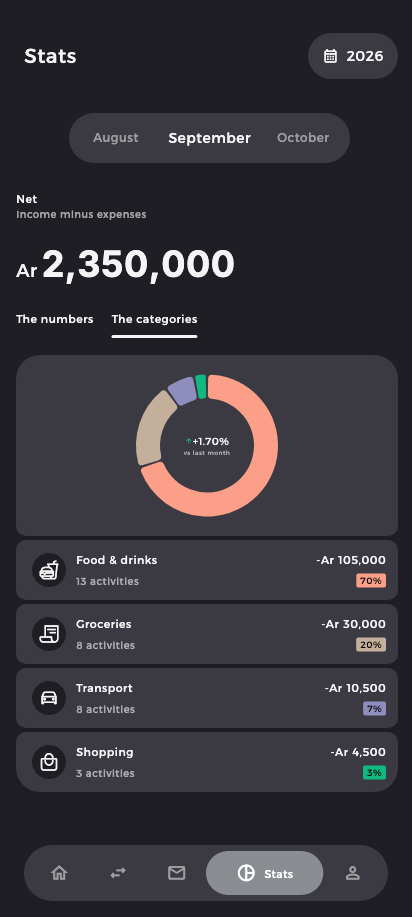 Stats
2026
August September October
Net
Income minus expenses
Ar 2,350,000
The numbers The categories
+1.70%
vs last month
Food & drinks -Ar 105,000
13 activities 70%
Groceries -Ar 30,000
8 activities 20%
Transport -Ar 10,500
8 activities 7%
Shopping -Ar 4,500
3 activities 3%
Stats